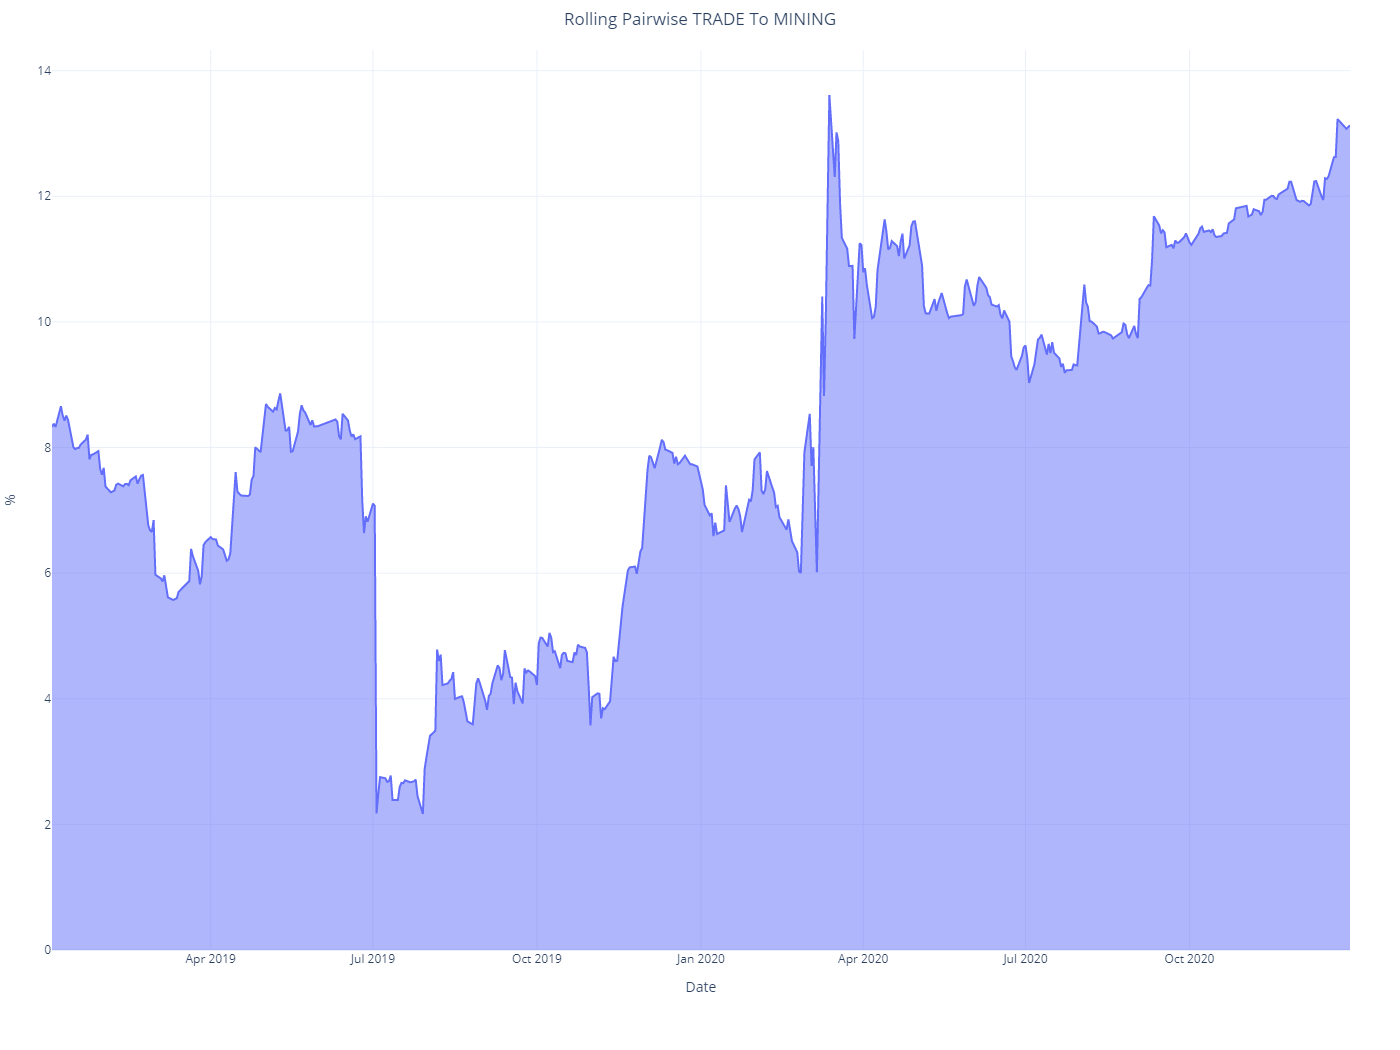 Rolling Pairwise TRADE To MINING
14
12
10
8
6
4
2
0
%
Apr 2019
Jul 2019
Oct 2019
Jan 2020
Apr 2020
Jul 2020
Oct 2020
Date